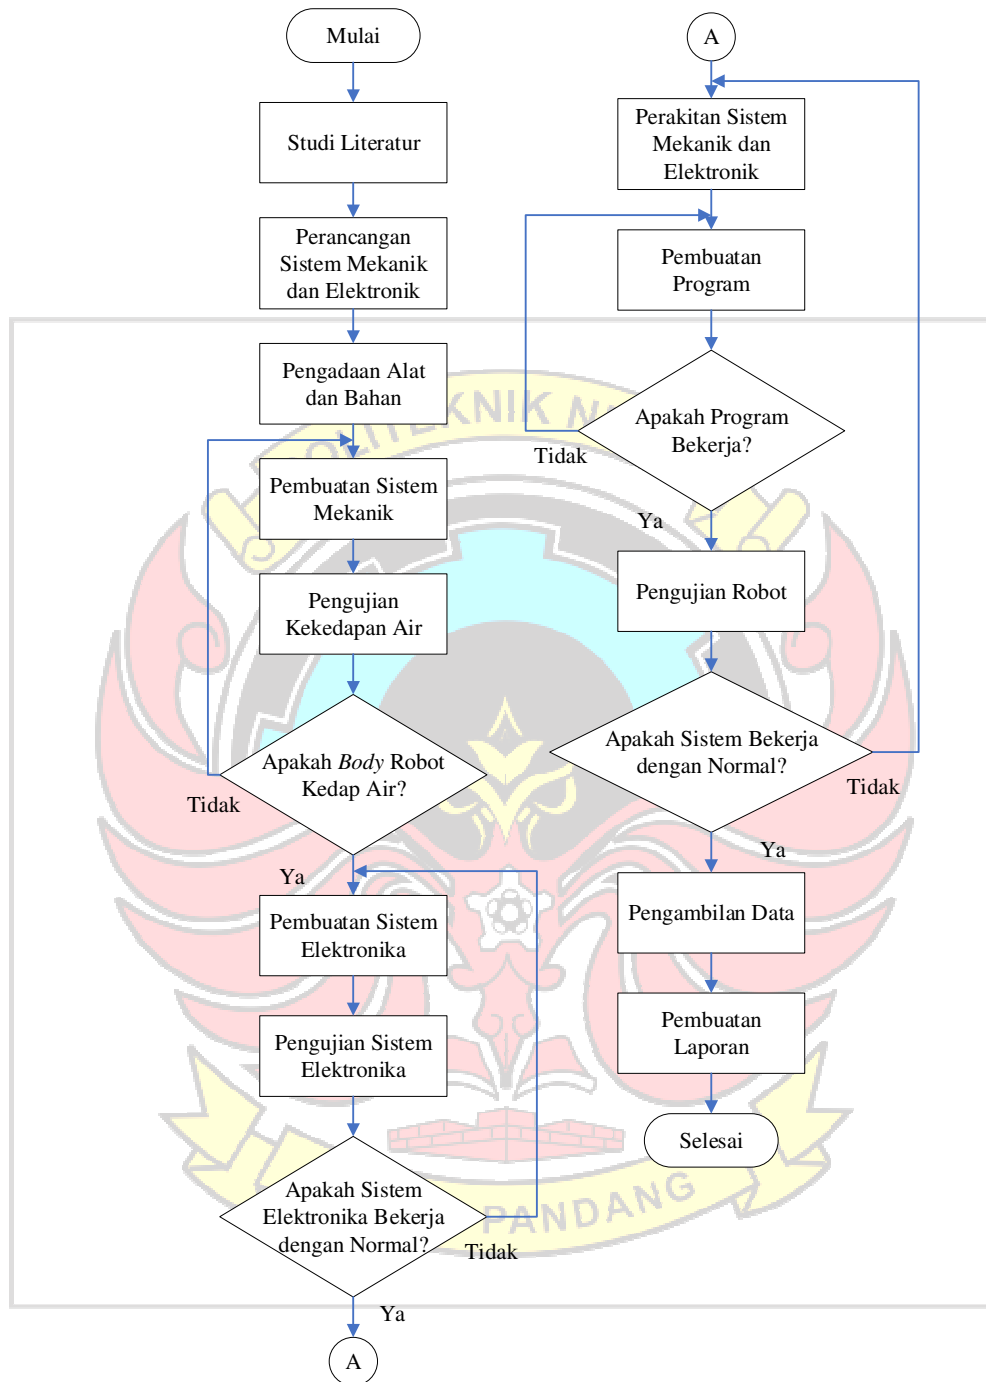 Mulai
Studi Literatur
Perancangan
Sistem Mekanik
dan Elektronik
Pengadaan Alat
dan Bahan
Pembuatan Sistem
Mekanik
Pengujian
Kekedapan Air
Apakah Body Robot
Kedap Air?
Tidak
Ya
Pembuatan Sistem
Elektronika
Pengujian Sistem
Elektronika
Apakah Sistem
Elektronika Bekerja
dengan Normal?
Tidak
Ya
A
A
Perakitan Sistem
Mekanik dan
Elektronik
Pembuatan
Program
Apakah Program
Bekerja?
Tidak
Ya
Pengujian Robot
Apakah Sistem Bekerja
dengan Normal?
Tidak
Ya
Pengambilan Data
Pembuatan
Laporan
Selesai
PANDANG